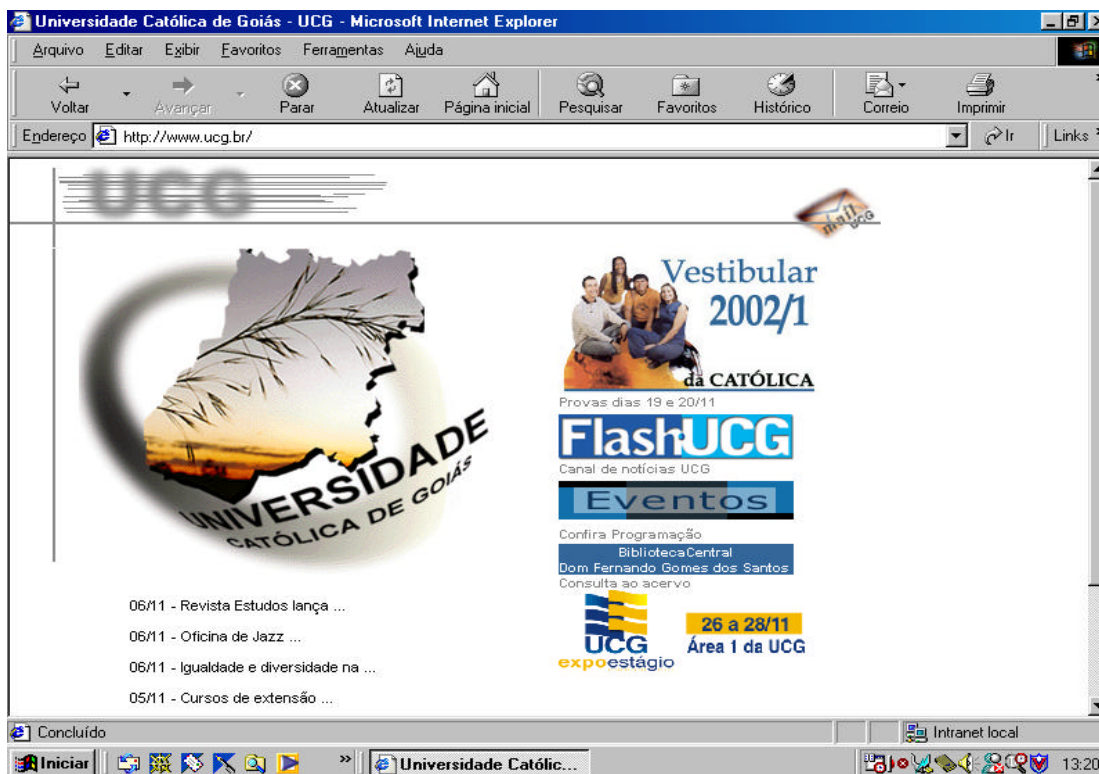 Universidade Católica de Goiás - UCG - Microsoft Internet Explorer
Arquivo Editar Exibir Favoritos Ferramentas Ajuda
Voltar Avançar Parar Atualizar Página inicial Pesquisar Favoritos Histórico Correio Imprimir
Endereço http://www.ucg.br/ Ir Links
UCG
mail UCG
Vestibular
2002/1
da CATÓLICA
Provas dias 19 e 20/11
FlashUCG
Canal de notícias UCG
Eventos
Confira Programação
BibliotecaCentral
Dom Fernando Gomes dos Santos
Consulta ao acervo
UCG
expoestágio
26 a 28/11
Área 1 da UCG
UNIVERSIDADE
CATÓLICA DE GOIÁS
06/11 - Revista Estudos lança ...
06/11 - Oficina de Jazz ...
06/11 - Igualdade e diversidade na ...
05/11 - Cursos de extensão ...
Concluído Intranet local
Iniciar » Universidade Católic... 13:20